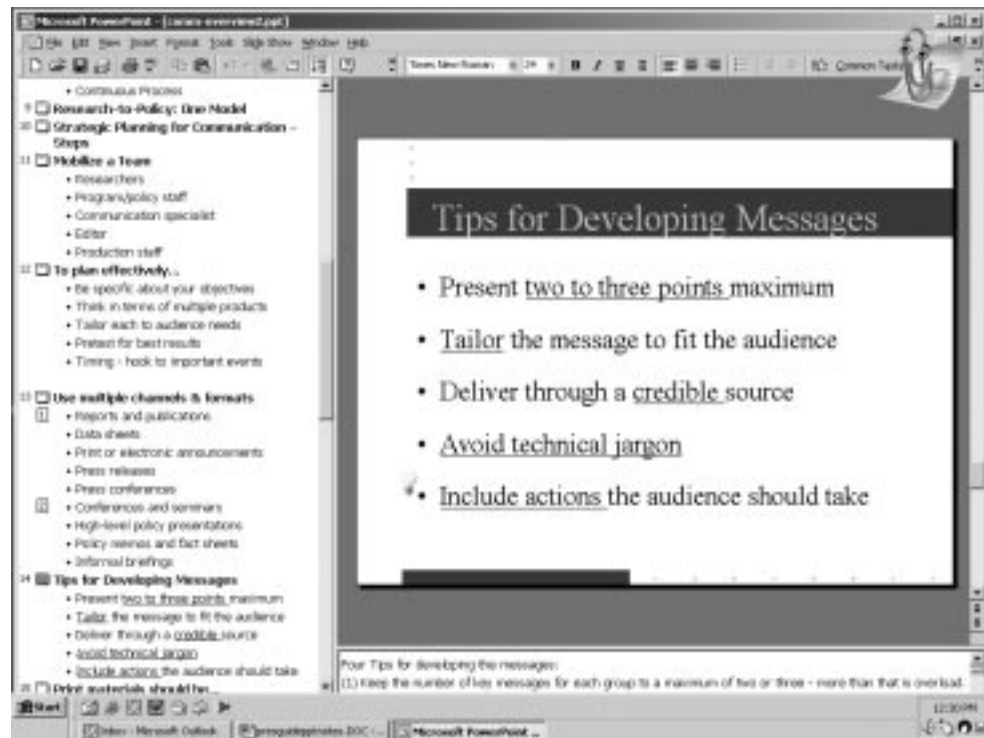 Microsoft PowerPoint - [
File Edit View Insert Format Tools Slide Show Window Help
Times New Roman 24 B Common Tasks
• Continuous Process
9 Research-to-Policy: One Model
10 Strategic Planning for Communication -
Steps
11 Mobilize a Team
• Researchers
• Program/policy staff
• Communication specialist
• Editor
• Production staff
12 To plan effectively...
• Be specific about your objectives
• Think in terms of multiple products
• Tailor each to audience needs
• Pretest for best results
• Timing - hook to important events
13 Use multiple channels & formats
1 • Reports and publications
• Data sheets
• Print or electronic announcements
• Press releases
• Press conferences
2 • Conferences and seminars
• High-level policy presentations
• Policy memos and fact sheets
• Informal briefings
14 Tips for Developing Messages
• Present two to three points maximum
• Tailor the message to fit the audience
• Deliver through a credible source
• Avoid technical jargon
• Include actions the audience should take
15 Print materials should be...
Tips for Developing Messages
• Present two to three points maximum
• Tailor the message to fit the audience
• Deliver through a credible source
• Avoid technical jargon
• Include actions the audience should take
Four Tips for developing the messages:
(1) Keep the number of key messages for each group to a maximum of two or three - more than that is overload.
Start
12:30 PM
Inbox - Microsoft Outlook
Microsoft PowerPoint ...